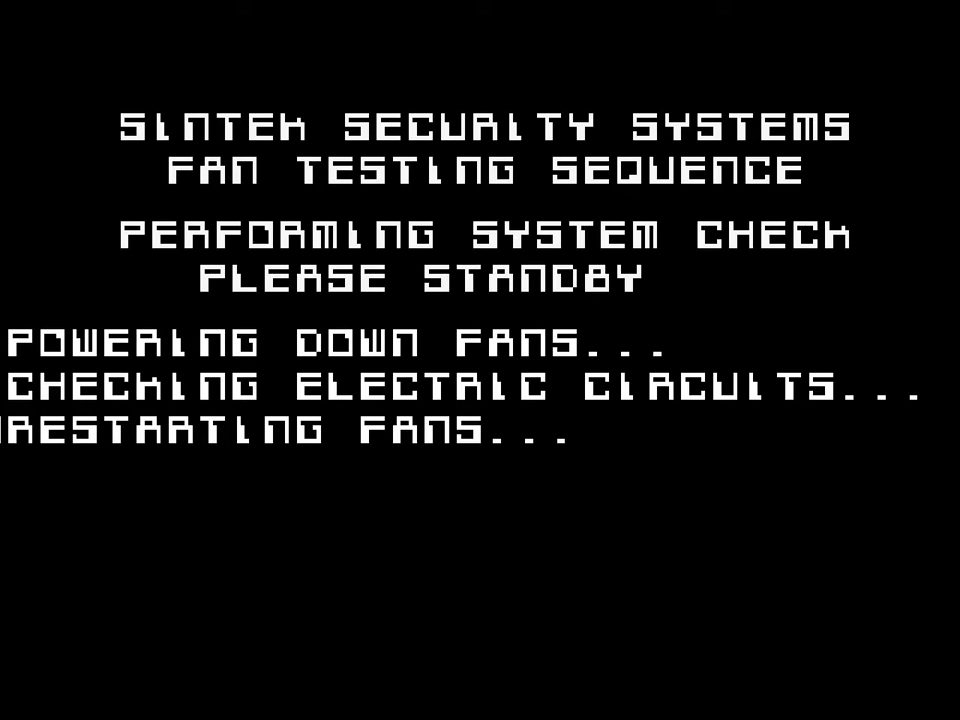 SINTEK SECURITY SYSTEMS
FAN TESTING SEQUENCE
PERFORMING SYSTEM CHECK
PLEASE STANDBY
POWERING DOWN FANS...
CHECKING ELECTRIC CIRCUITS...
RESTARTING FANS...